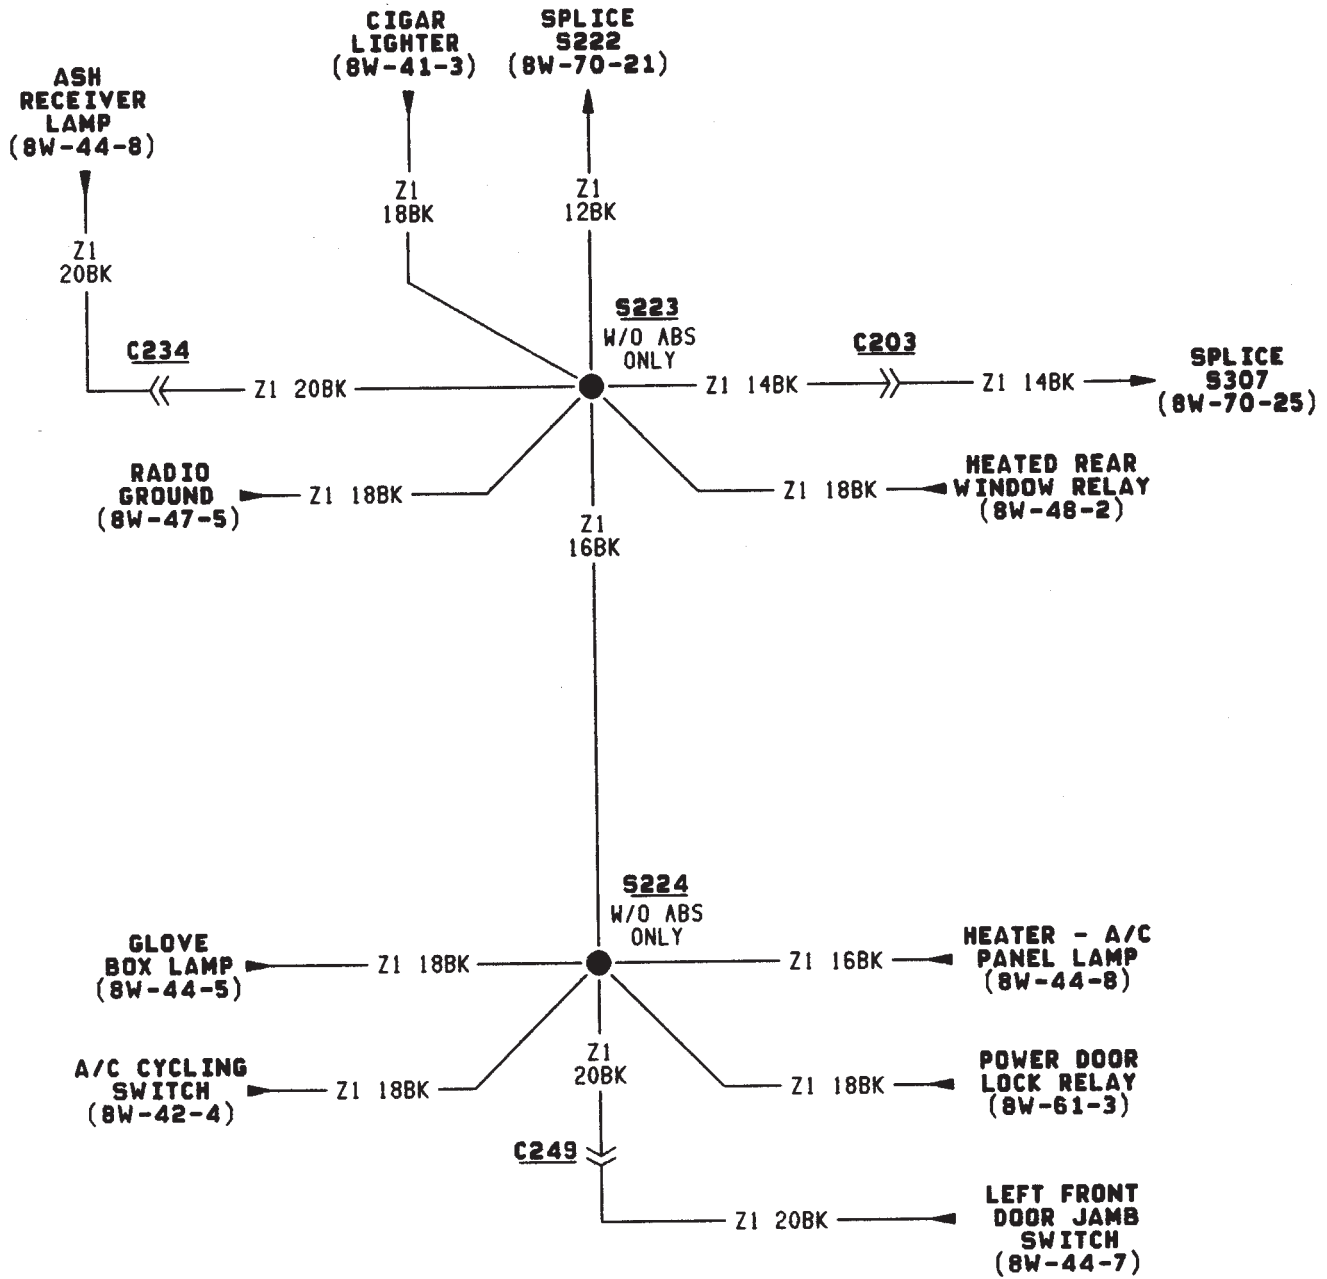 CIGAR
LIGHTER
(8W-41-3)
SPLICE
S222
(8W-70-21)
ASH
RECEIVER
LAMP
(8W-44-8)
Z1
18BK
Z1
12BK
Z1
20BK
S223
W/O ABS
ONLY
C234
C203
Z1 20BK
Z1 14BK
Z1 14BK
SPLICE
S307
(8W-70-25)
RADIO
GROUND
(8W-47-5)
Z1 18BK
Z1 18BK
HEATED REAR
WINDOW RELAY
(8W-48-2)
Z1
16BK
S224
W/O ABS
ONLY
GLOVE
BOX LAMP
(8W-44-5)
Z1 18BK
Z1 16BK
HEATER - A/C
PANEL LAMP
(8W-44-8)
A/C CYCLING
SWITCH
(8W-42-4)
Z1 18BK
Z1
20BK
Z1 18BK
POWER DOOR
LOCK RELAY
(8W-61-3)
C249
Z1 20BK
LEFT FRONT
DOOR JAMB
SWITCH
(8W-44-7)